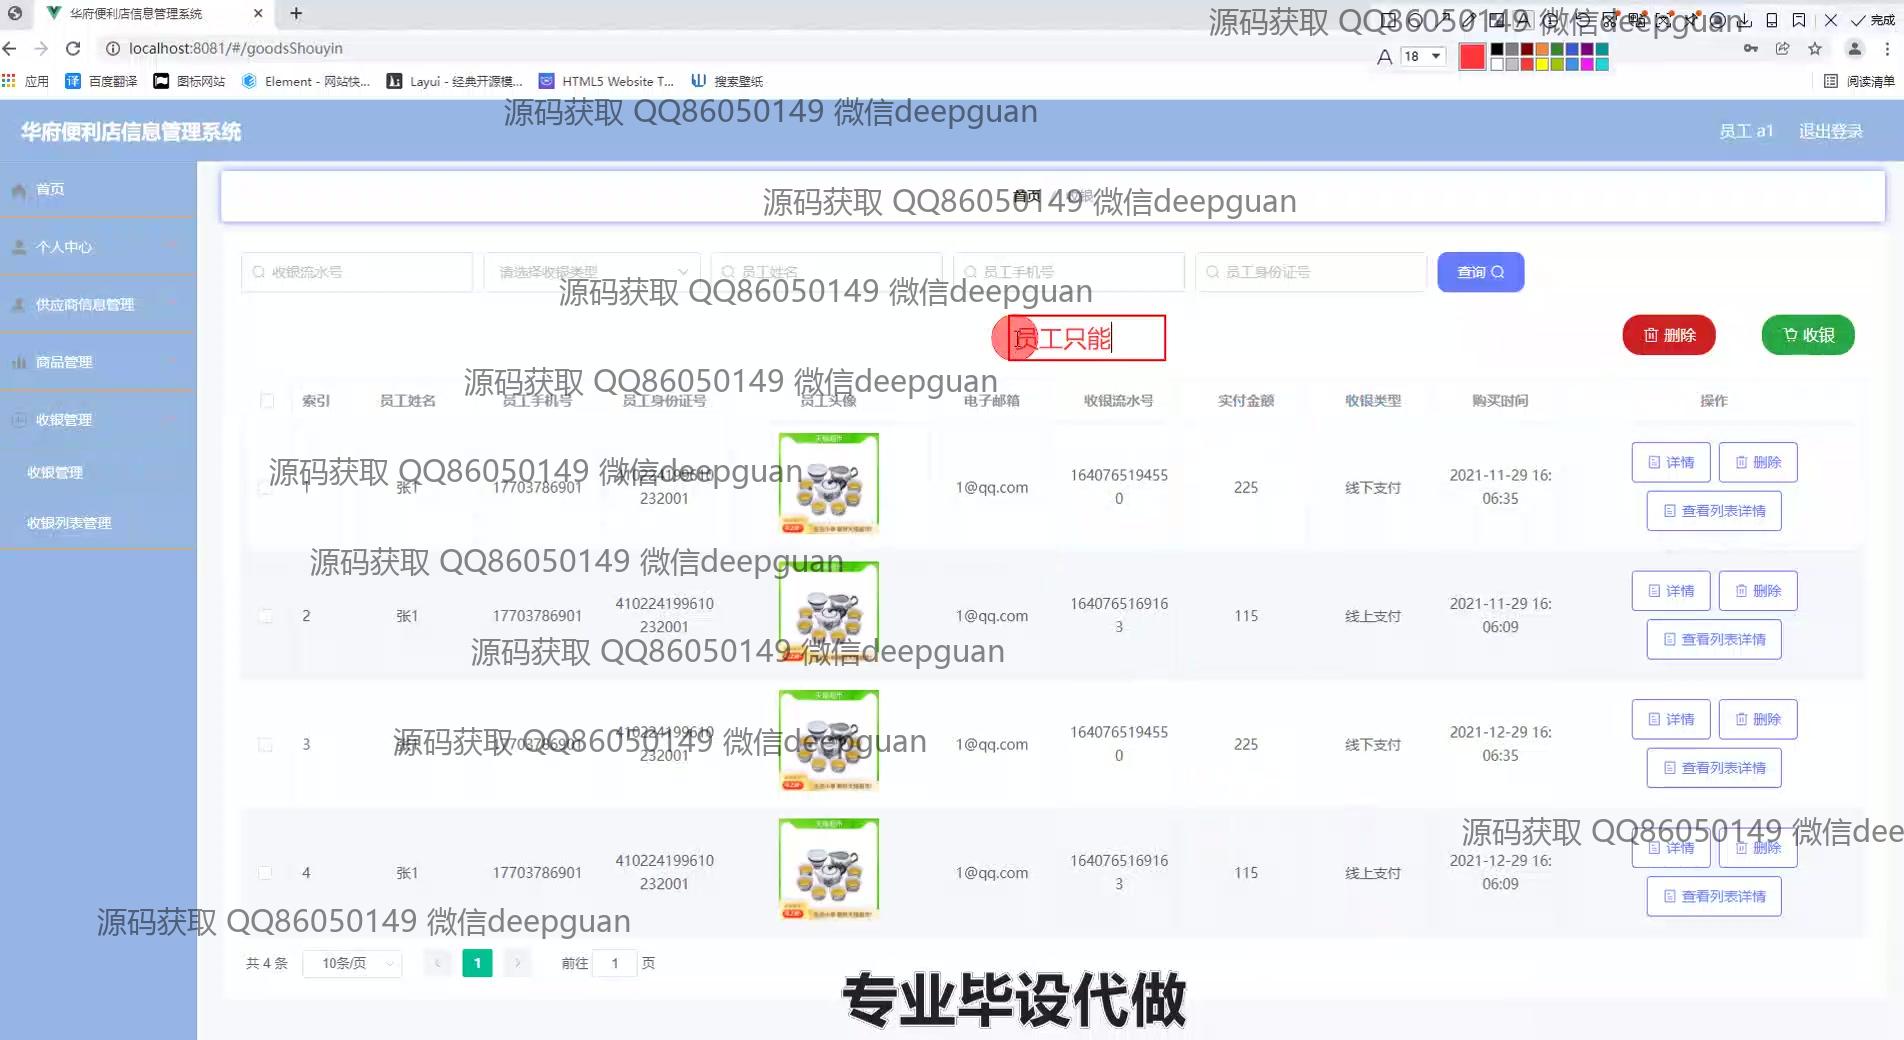 华府便利店信息管理系统
源码获取 QQ86050149 微信deepguan
完成
localhost:8081/#/goodsShouyin
A 18
应用 百度翻译 图标网站 Element - 网站快... Layui - 经典开源模... HTML5 Website T... 搜索壁纸 阅读清单
源码获取 QQ86050149 微信deepguan
华府便利店信息管理系统
员工 a1 退出登录
首页
个人中心
供应商信息管理
商品管理
收银管理
收银管理
收银列表管理
首页 收银
源码获取 QQ86050149 微信deepguan
收银流水号 请选择收银类型 员工姓名 员工手机号 员工身份证号 查询
源码获取 QQ86050149 微信deepguan
员工只能
删除 收银
源码获取 QQ86050149 微信deepguan
索引 员工姓名 员工手机号 员工身份证号 员工头像 电子邮箱 收银流水号 实付金额 收银类型 购买时间 操作
源码获取 QQ86050149 微信deepguan
1 张1 17703786901 410224199610232001 1@qq.com 1640765194550 225 线下支付 2021-11-29 16:06:35 详情 删除
查看列表详情
源码获取 QQ86050149 微信deepguan
2 张1 17703786901 410224199610232001 1@qq.com 1640765169163 115 线上支付 2021-11-29 16:06:09 详情 删除
查看列表详情
源码获取 QQ86050149 微信deepguan
3 张1 17703786901 410224199610232001 1@qq.com 1640765194550 225 线下支付 2021-12-29 16:06:35 详情 删除
查看列表详情
源码获取 QQ86050149 微信deepguan
4 张1 17703786901 410224199610232001 1@qq.com 1640765169163 115 线上支付 2021-12-29 16:06:09 详情 删除
查看列表详情
源码获取 QQ86050149 微信dee
源码获取 QQ86050149 微信deepguan
共 4 条 10条/页 1 前往 1 页
专业毕设代做